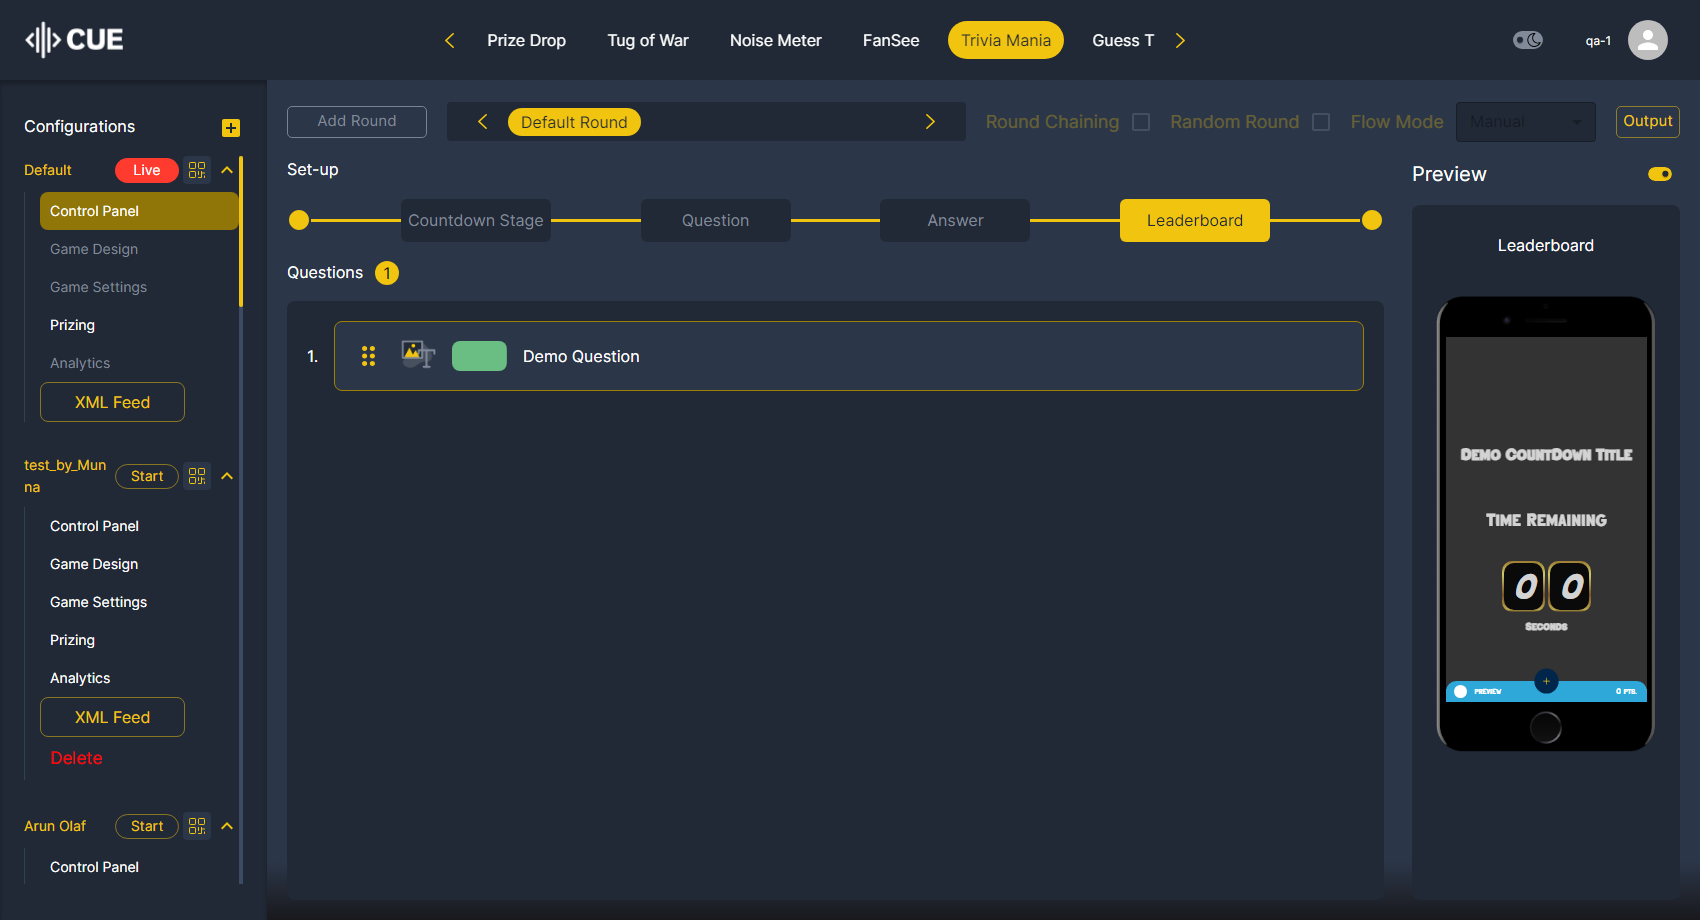 CUE
Prize Drop
Tug of War
Noise Meter
FanSee
Trivia Mania
Guess T
qa-1
Configurations
Default
Live
Control Panel
Game Design
Game Settings
Prizing
Analytics
XML Feed
test_by_Mun
na
Start
Control Panel
Game Design
Game Settings
Prizing
Analytics
XML Feed
Delete
Arun Olaf
Start
Control Panel
Add Round
Default Round
Round Chaining
Random Round
Flow Mode
Manual
Output
Set-up
Countdown Stage
Question
Answer
Leaderboard
Questions
1
1.
Demo Question
Preview
Leaderboard
Demo CountDown Title
Time Remaining
0 0
Seconds
PREVIEW
0 PTS.